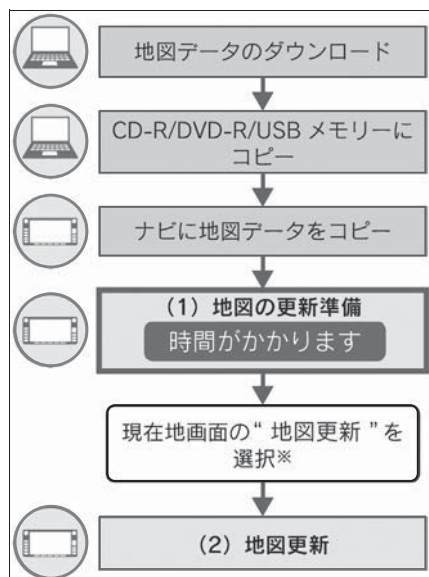 地図データのダウンロード
CD-R/DVD-R/USB メモリーに
コピー
ナビに地図データをコピー
(1) 地図の更新準備
時間がかかります
現在地画面の“ 地図更新 ”を
選択※
(2) 地図更新